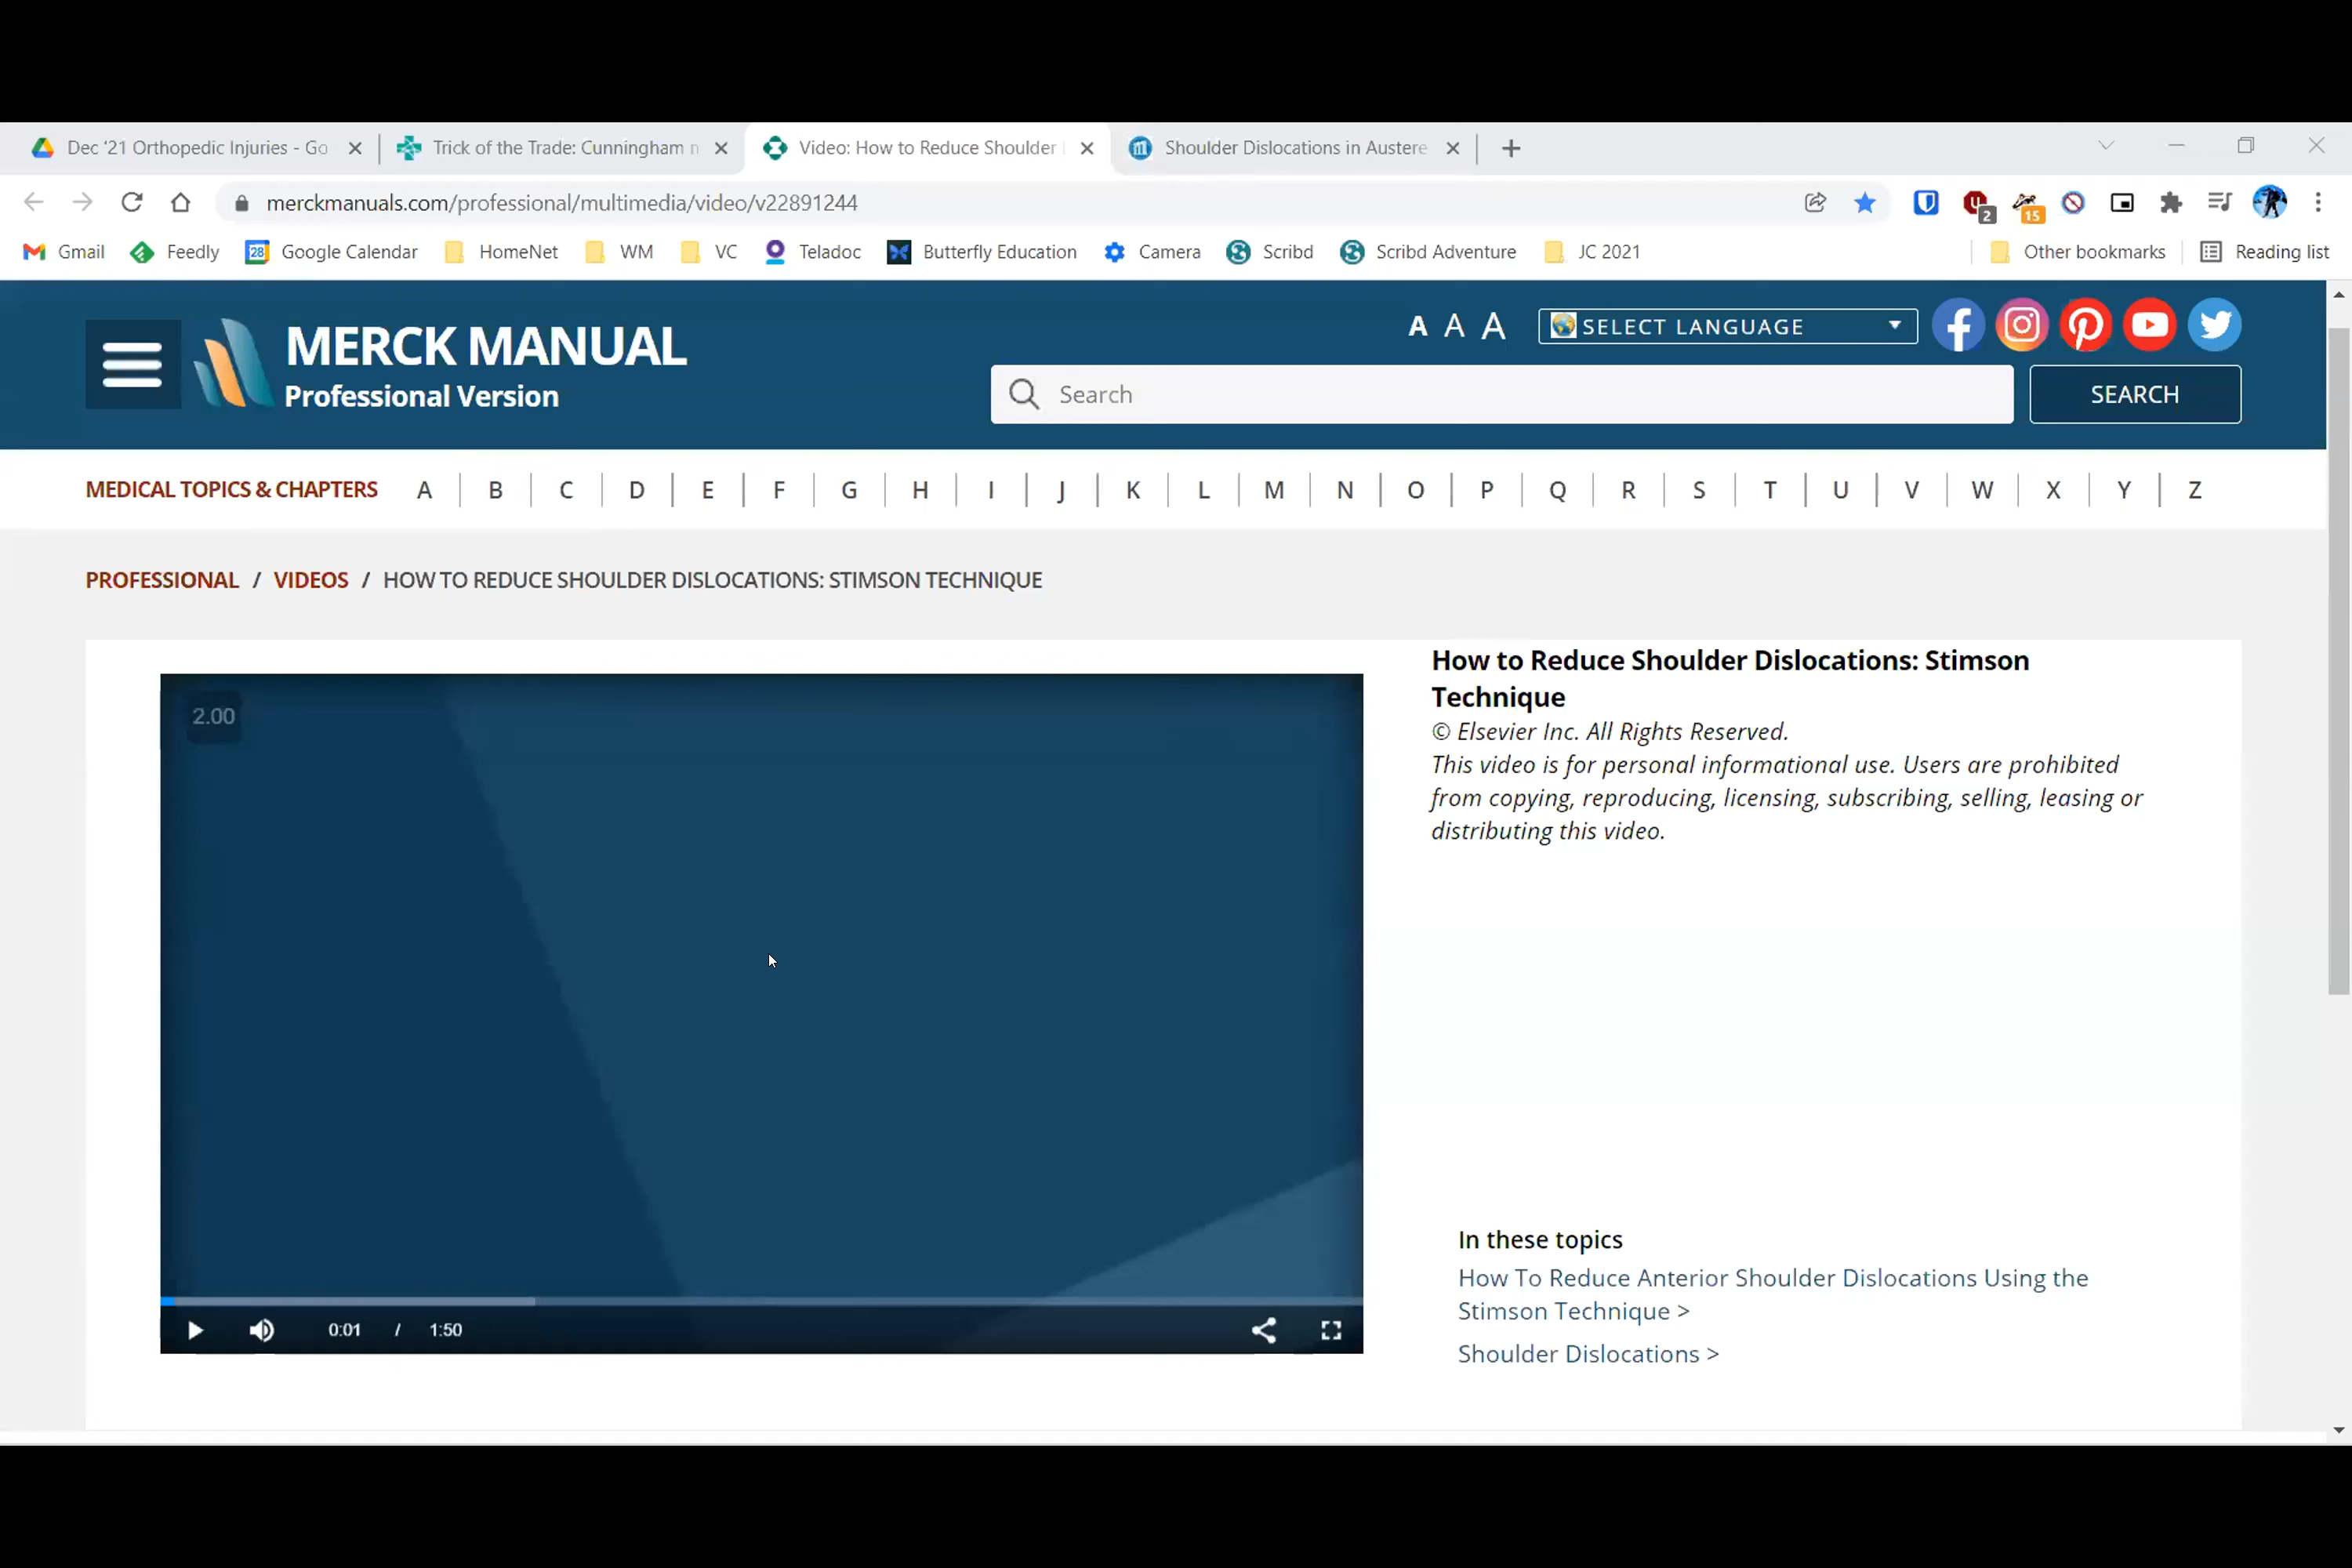 Dec '21 Orthopedic Injuries - Go
Trick of the Trade: Cunningham
Video: How to Reduce Shoulder
Shoulder Dislocations in Austere
merckmanuals.com/professional/multimedia/video/v22891244
2
15
Gmail
Feedly
28
Google Calendar
HomeNet
WM
VC
Teladoc
Butterfly Education
Camera
Scribd
Scribd Adventure
JC 2021
Other bookmarks
Reading list
MERCK MANUAL
Professional Version
A A A
SELECT LANGUAGE
Search
SEARCH
MEDICAL TOPICS & CHAPTERS A B C D E F G H I J K L M N O P Q R S T U V W X Y Z
PROFESSIONAL / VIDEOS / HOW TO REDUCE SHOULDER DISLOCATIONS: STIMSON TECHNIQUE
2.00
0:01 / 1:50
How to Reduce Shoulder Dislocations: Stimson
Technique
© Elsevier Inc. All Rights Reserved.
This video is for personal informational use. Users are prohibited
from copying, reproducing, licensing, subscribing, selling, leasing or
distributing this video.
In these topics
How To Reduce Anterior Shoulder Dislocations Using the
Stimson Technique >
Shoulder Dislocations >